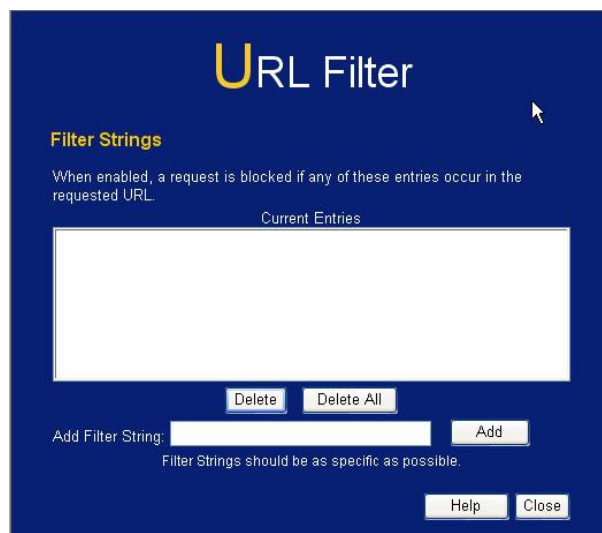 URL Filter
Filter Strings
When enabled, a request is blocked if any of these entries occur in the
requested URL.
Current Entries
Delete Delete All
Add Filter String: Add
Filter Strings should be as specific as possible.
Help Close